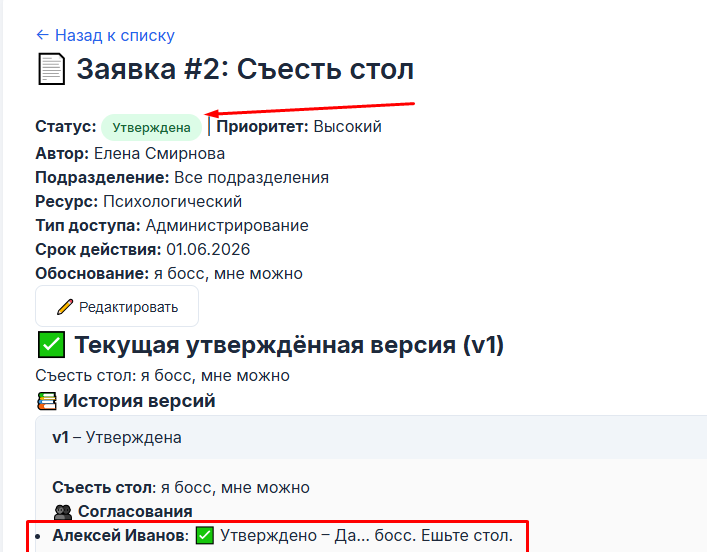 ← Назад к списку
📄 Заявка #2: Съесть стол
Статус: Утверждена | Приоритет: Высокий
Автор: Елена Смирнова
Подразделение: Все подразделения
Ресурс: Психологический
Тип доступа: Администрирование
Срок действия: 01.06.2026
Обоснование: я босс, мне можно
✏️ Редактировать
✅ Текущая утверждённая версия (v1)
Съесть стол: я босс, мне можно
📚 История версий
v1 – Утверждена
Съесть стол: я босс, мне можно
👥 Согласования
• Алексей Иванов: ✅ Утверждено – Да... босс. Ешьте стол.